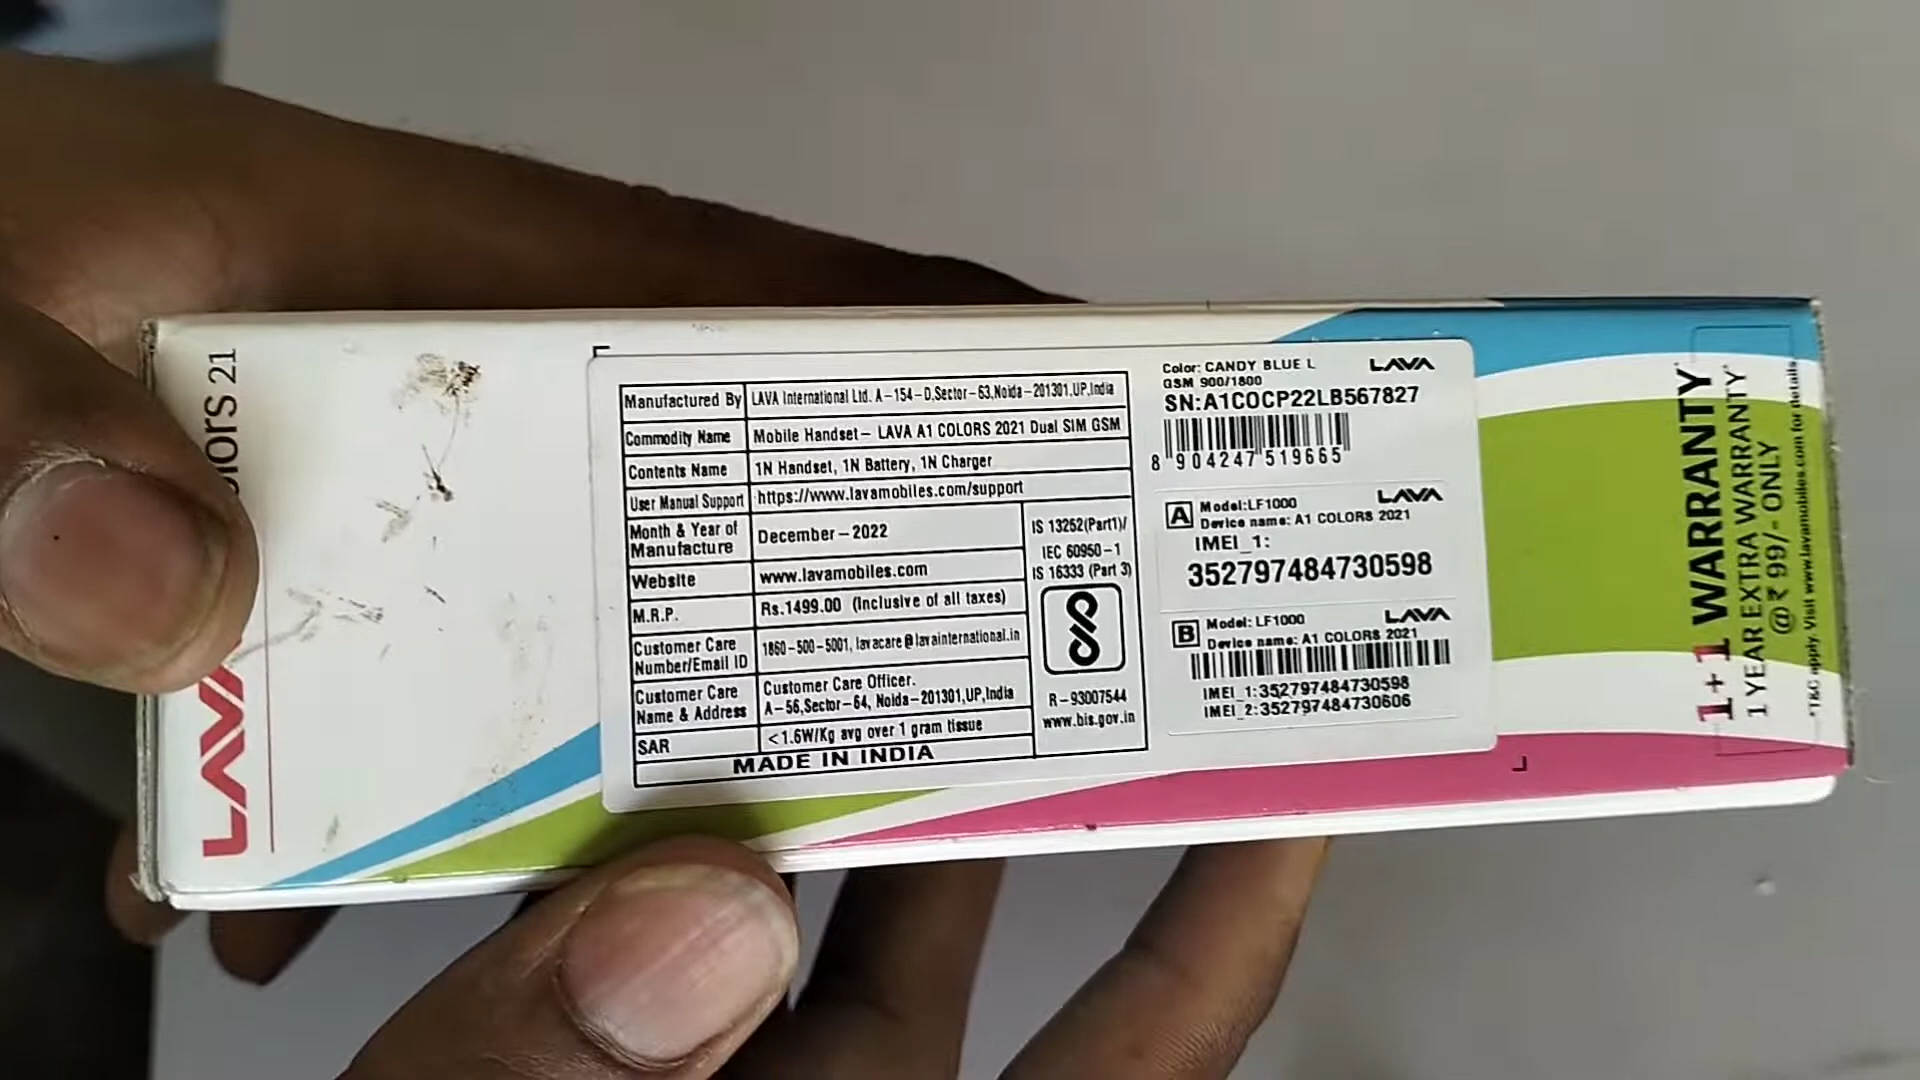 LAVA
Manufactured By LAVA International Ltd. A-154-D,Sector-63,Noida-201301,UP,India
Commodity Name Mobile Handset- LAVA A1 COLORS 2021 Dual SIM GSM
Contents Name 1N Handset, 1N Battery, 1N Charger
User Manual Support https://www.lavamobiles.com/support
Month & Year of
Manufacture December-2022
Website www.lavamobiles.com
M.R.P. Rs.1499.00 (Inclusive of all taxes)
Customer Care
Number/Email ID 1860-500-5001, lavacare@lavainternational.in
Customer Care
Name & Address
Customer Care Officer.
A-56,Sector-64, Noida-201301,UP,India
SAR <1.6W/Kg avg over 1 gram tissue
MADE IN INDIA
IS 13252(Part1)/
IEC 60950-1
IS 16333 (Part 3)
R-93007544
www.bis.gov.in
Color: CANDY BLUE L LAVA
GSM 900/1800
SN:A1COCP22LB567827
8 904247 519665
A Model:LF1000 LAVA
Device name: A1 COLORS 2021
IMEI_1:
352797484730598
B Model: LF1000 LAVA
Device name: A1 COLORS 2021
IMEI_1:352797484730598
IMEI_2:352797484730606
1+1 WARRANTY*
1 YEAR EXTRA WARRANTY*
@ ₹ 99/- ONLY
*T&C apply. Visit www.lavamobiles.com for details